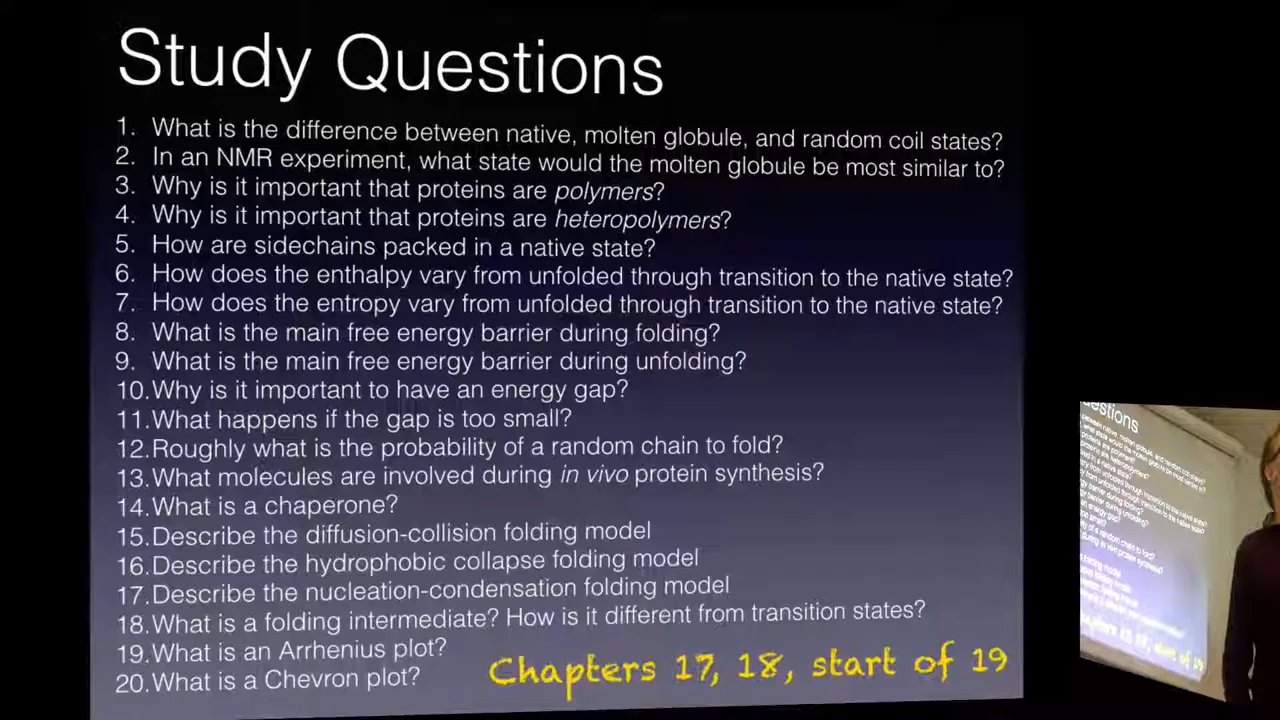 Study Questions
1. What is the difference between native, molten globule, and random coil states?
2. In an NMR experiment, what state would the molten globule be most similar to?
3. Why is it important that proteins are polymers?
4. Why is it important that proteins are heteropolymers?
5. How are sidechains packed in a native state?
6. How does the enthalpy vary from unfolded through transition to the native state?
7. How does the entropy vary from unfolded through transition to the native state?
8. What is the main free energy barrier during folding?
9. What is the main free energy barrier during unfolding?
10. Why is it important to have an energy gap?
11. What happens if the gap is too small?
12. Roughly what is the probability of a random chain to fold?
13. What molecules are involved during in vivo protein synthesis?
14. What is a chaperone?
15. Describe the diffusion-collision folding model
16. Describe the hydrophobic collapse folding model
17. Describe the nucleation-condensation folding model
18. What is a folding intermediate? How is it different from transition states?
19. What is an Arrhenius plot?
20. What is a Chevron plot?
Chapters 17, 18, start of 19